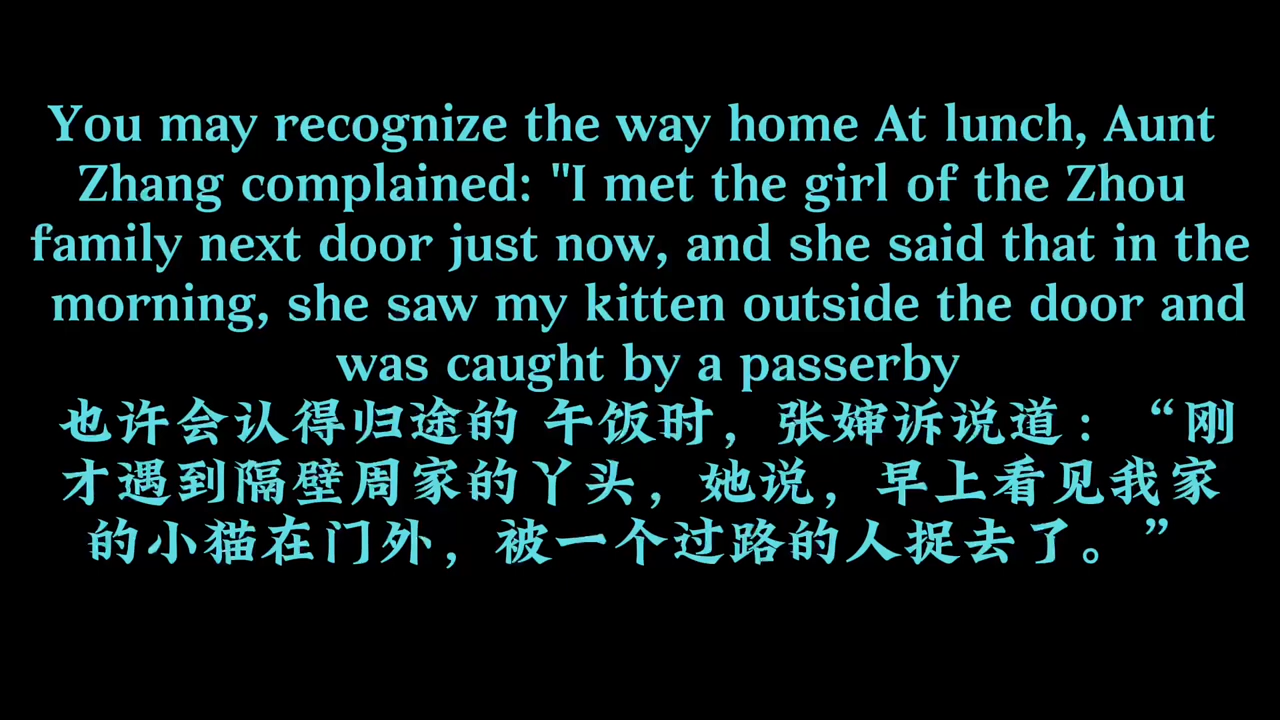 You may recognize the way home At lunch, Aunt
Zhang complained: "I met the girl of the Zhou
family next door just now, and she said that in the
morning, she saw my kitten outside the door and
was caught by a passerby
也许会认得归途的 午饭时，张婶诉说道：“刚
才遇到隔壁周家的丫头，她说，早上看见我家
的小猫在门外，被一个过路的人捉去了。”